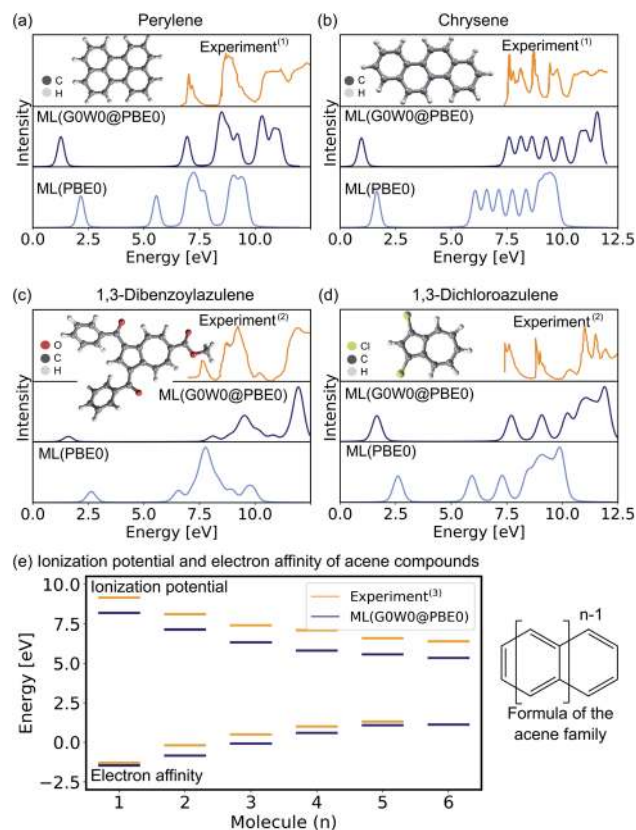 (a) Perylene
Experiment(1)
C
H
ML(G0W0@PBE0)
ML(PBE0)
Intensity
0.0 2.5 5.0 7.5 10.0
Energy [eV]
(b) Chrysene
Experiment(1)
C
H
ML(G0W0@PBE0)
ML(PBE0)
Intensity
0.0 2.5 5.0 7.5 10.0 12.5
Energy [eV]
(c) 1,3-Dibenzoylazulene
Experiment(2)
O
C
H
ML(G0W0@PBE0)
ML(PBE0)
Intensity
0.0 2.5 5.0 7.5 10.0
Energy [eV]
(d) 1,3-Dichloroazulene
Experiment(2)
Cl
C
H
ML(G0W0@PBE0)
ML(PBE0)
Intensity
0.0 2.5 5.0 7.5 10.0 12.5
Energy [eV]
(e) Ionization potential and electron affinity of acene compounds
10.0
7.5
5.0
2.5
0.0
−2.5
Energy [eV]
Ionization potential
Experiment(3)
ML(G0W0@PBE0)
Electron affinity
1 2 3 4 5 6
Molecule (n)
n-1
Formula of the
acene family